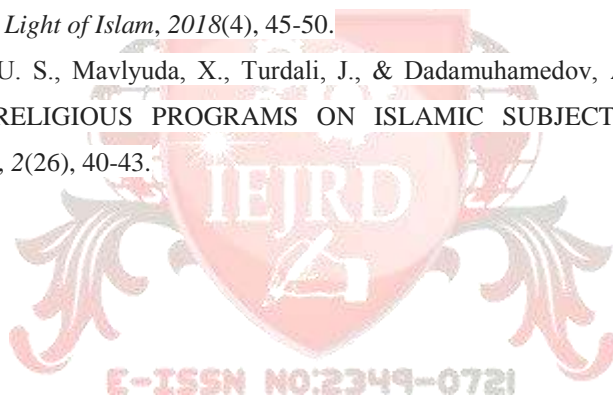 Light of Islam, 2018(4), 45-50.
U. S., Mavlyuda, X., Turdali, J., & Dadamuhamedov,
RELIGIOUS PROGRAMS ON ISLAMIC SUBJECT
, 2(26), 40-43.
IEJRD
E-ISSN NO:2349-0721